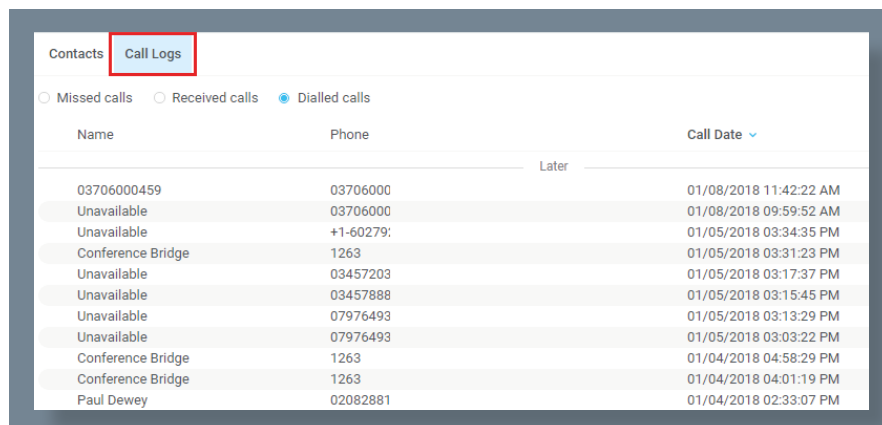 Contacts Call Logs
Missed calls Received calls Dialled calls
Name Phone Call Date
Later
03706000459 03706000 01/08/2018 11:42:22 AM
Unavailable 03706000 01/08/2018 09:59:52 AM
Unavailable +1-60279 01/05/2018 03:34:35 PM
Conference Bridge 1263 01/05/2018 03:31:23 PM
Unavailable 03457203 01/05/2018 03:17:37 PM
Unavailable 03457888 01/05/2018 03:15:45 PM
Unavailable 07976493 01/05/2018 03:13:29 PM
Unavailable 07976493 01/05/2018 03:03:22 PM
Conference Bridge 1263 01/04/2018 04:58:29 PM
Conference Bridge 1263 01/04/2018 04:01:19 PM
Paul Dewey 02082881 01/04/2018 02:33:07 PM